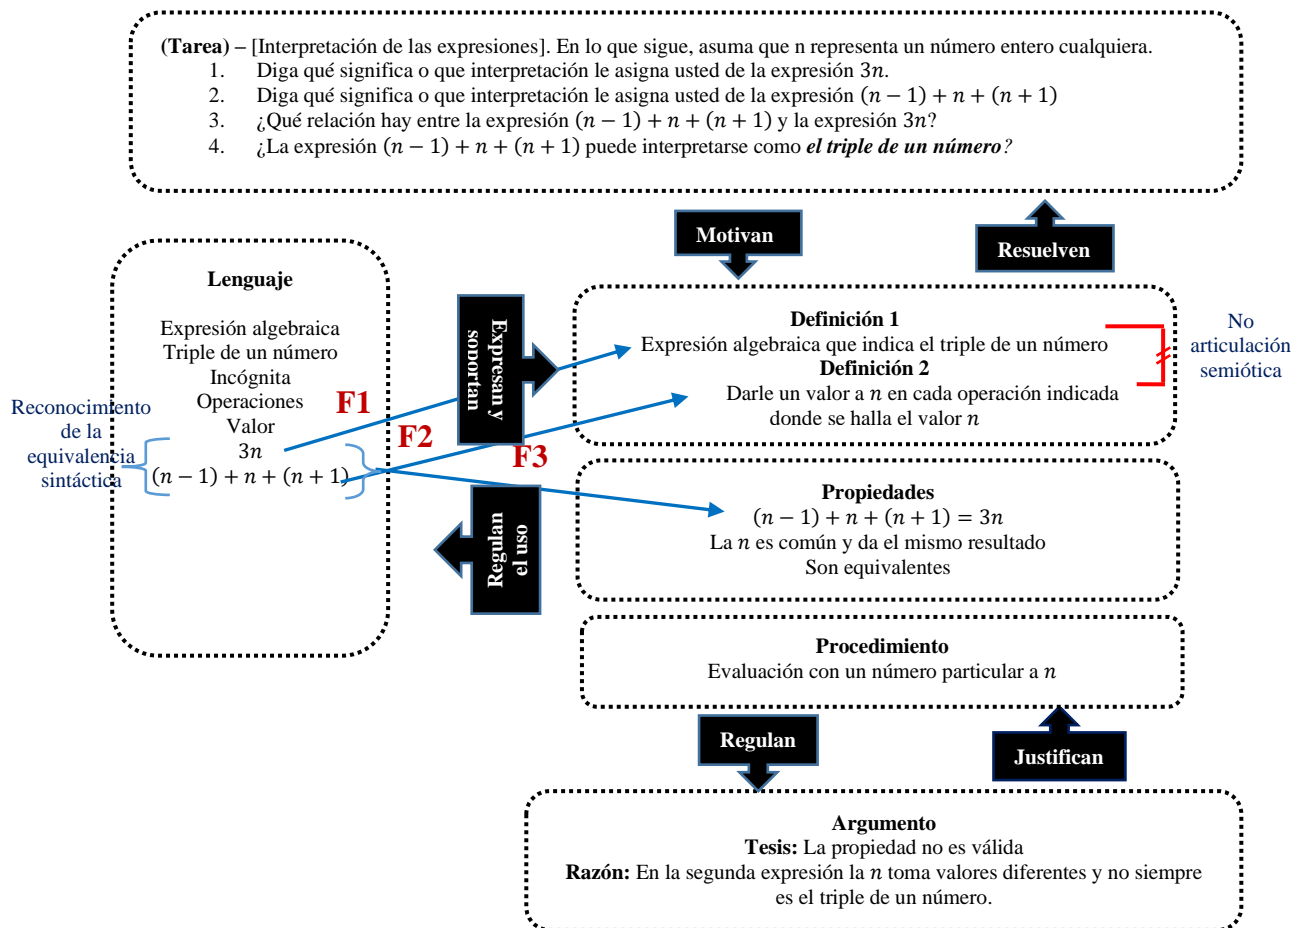 (Tarea) – [Interpretación de las expresiones]. En lo que sigue, asuma que n representa un número entero cualquiera.
1. Diga qué significa o que interpretación le asigna usted de la expresión 3n.
2. Diga qué significa o que interpretación le asigna usted de la expresión (n − 1) + n + (n + 1)
3. ¿Qué relación hay entre la expresión (n − 1) + n + (n + 1) y la expresión 3n?
4. ¿La expresión (n − 1) + n + (n + 1) puede interpretarse como el triple de un número?
Motivan
Resuelven
Lenguaje
Expresión algebraica
Triple de un número
Incógnita
Operaciones
Valor
3n
(n − 1) + n + (n + 1)
Reconocimiento
de la
equivalencia
sintáctica
F1
F2
F3
Expresan y
soportan
Regulan
el uso
Definición 1
Expresión algebraica que indica el triple de un número
Definición 2
Darle un valor a n en cada operación indicada
donde se halla el valor n
No
articulación
semiótica
Propiedades
(n − 1) + n + (n + 1) = 3n
La n es común y da el mismo resultado
Son equivalentes
Procedimiento
Evaluación con un número particular a n
Regulan
Justifican
Argumento
Tesis: La propiedad no es válida
Razón: En la segunda expresión la n toma valores diferentes y no siempre
es el triple de un número.